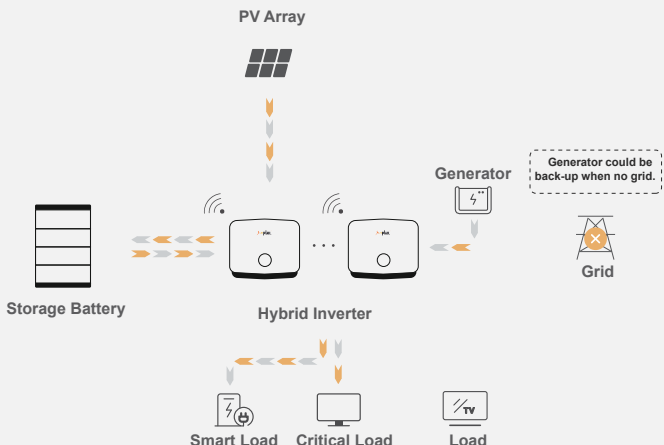 PV Array
Generator
Generator could be
back-up when no grid.
Grid
Storage Battery
Hybrid Inverter
TV
Smart Load
Critical Load
Load